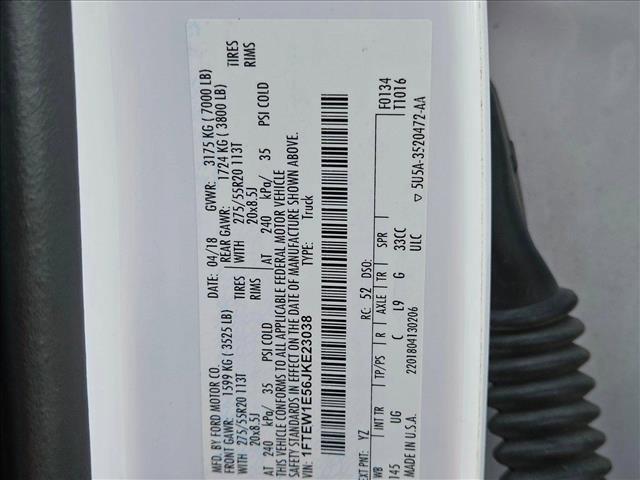 MFD. BY FORD MOTOR CO.
DATE: 04/18 GVWR: 3175 KG ( 7000 LB)
FRONT GAWR: 1599 KG ( 3525 LB) REAR GAWR: 1724 KG ( 3800 LB)
WITH 275/55R20 113T TIRES WITH 275/55R20 113T TIRES
20x8.5J RIMS 20x8.5J RIMS
AT 240 kPa/ 35 PSI COLD AT 240 kPa/ 35 PSI COLD
THIS VEHICLE CONFORMS TO ALL APPLICABLE FEDERAL MOTOR VEHICLE
SAFETY STANDARDS IN EFFECT ON THE DATE OF MANUFACTURE SHOWN ABOVE.
VIN: 1FTEW1E56JKE23038 TYPE: Truck
EXT PNT: YZ RC: 52 DSO: F0134
T1016
WB INT TR TP/PS R AXLE TR SPR
145 UG C L9 G 33CC
MADE IN U.S.A. 2201804130206 ULC ▽ 5U5A-3520472-AA